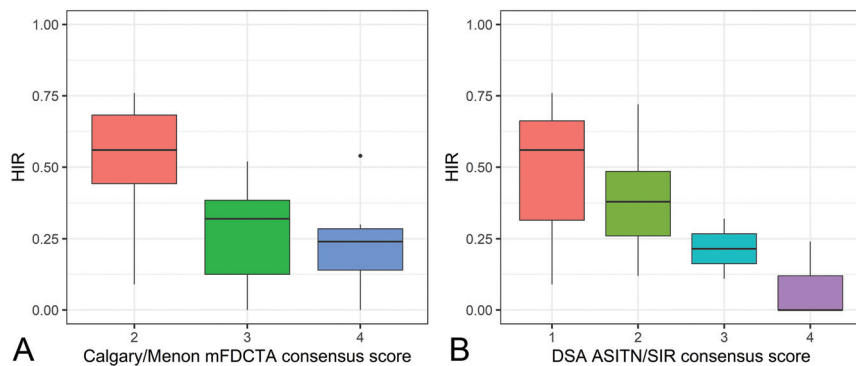 1.00
0.75
0.50
0.25
0.00
HIR
2 3 4
Calgary/Menon mFDCTA consensus score
A
1.00
0.75
0.50
0.25
0.00
HIR
1 2 3 4
DSA ASITN/SIR consensus score
B